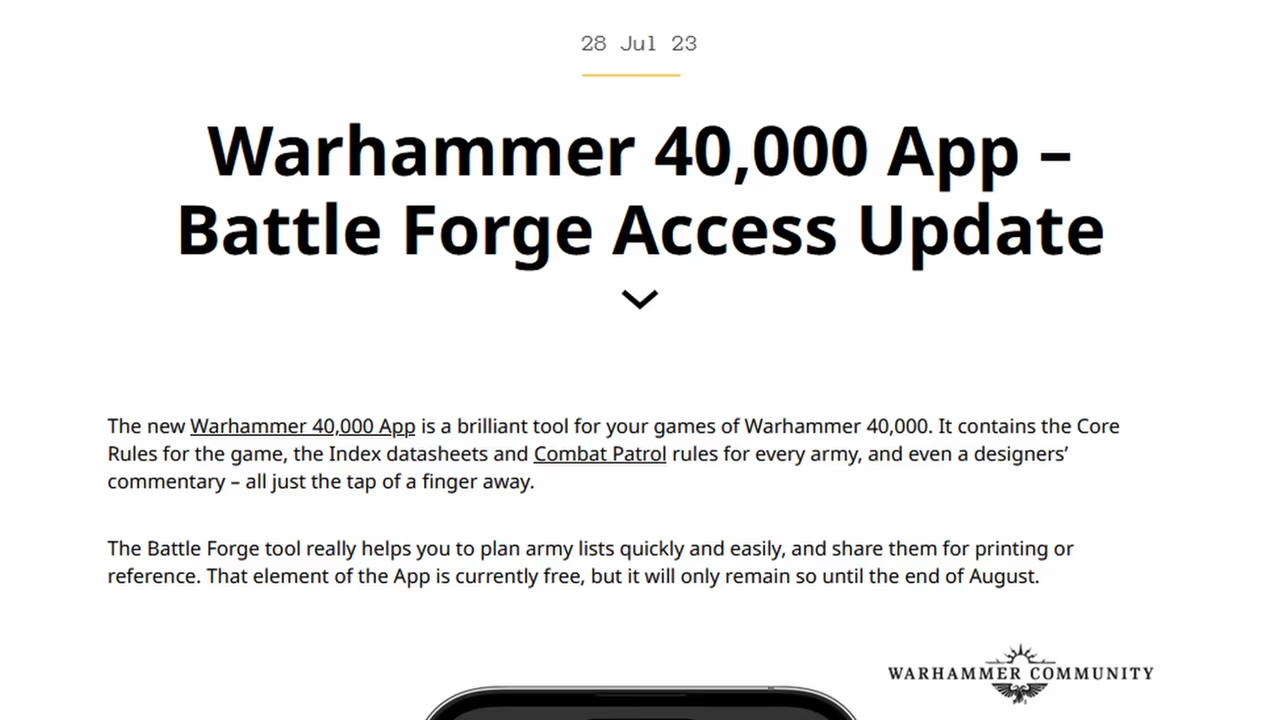 28 Jul 23
Warhammer 40,000 App –
Battle Forge Access Update
The new Warhammer 40,000 App is a brilliant tool for your games of Warhammer 40,000. It contains the Core
Rules for the game, the Index datasheets and Combat Patrol rules for every army, and even a designers’
commentary – all just the tap of a finger away.
The Battle Forge tool really helps you to plan army lists quickly and easily, and share them for printing or
reference. That element of the App is currently free, but it will only remain so until the end of August.
WARHAMMER COMMUNITY